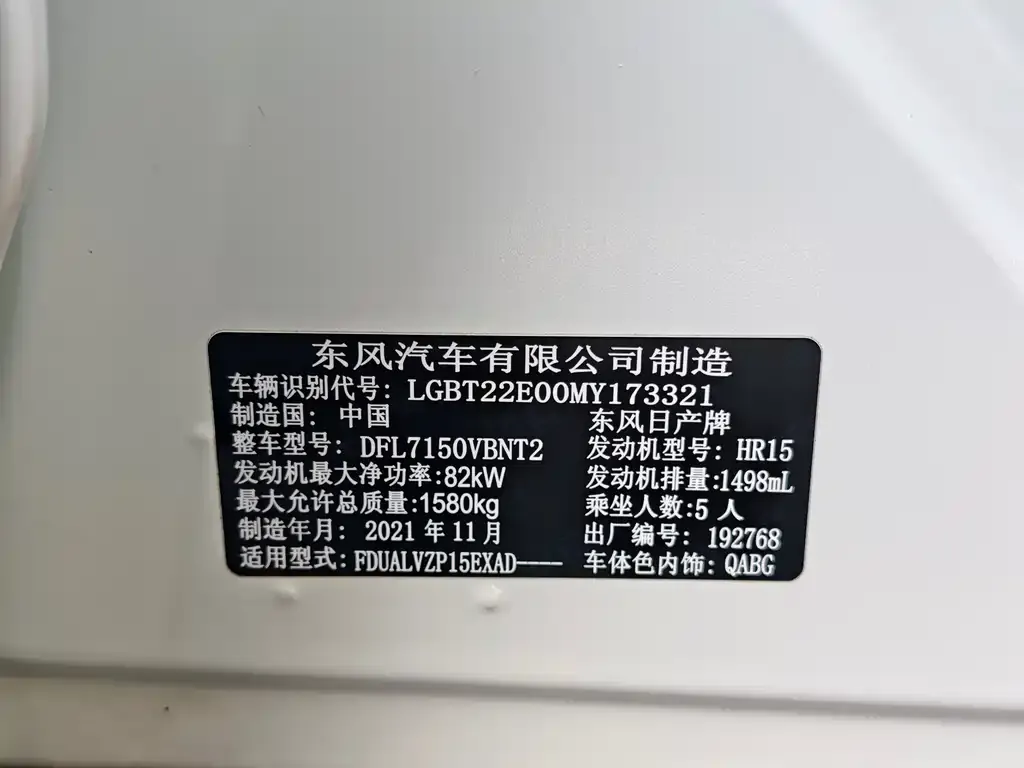 东风汽车有限公司制造
车辆识别代号: LGBT22E00MY173321
制造国: 中国 东风日产牌
整车型号: DFL7150VBNT2 发动机型号: HR15
发动机最大净功率:82kW 发动机排量:1498mL
最大允许总质量:1580kg 乘坐人数:5 人
制造年月: 2021 年 11 月 出厂编号: 192768
适用型式: FDUALVZP15EXAD---- 车体色内饰: QABG